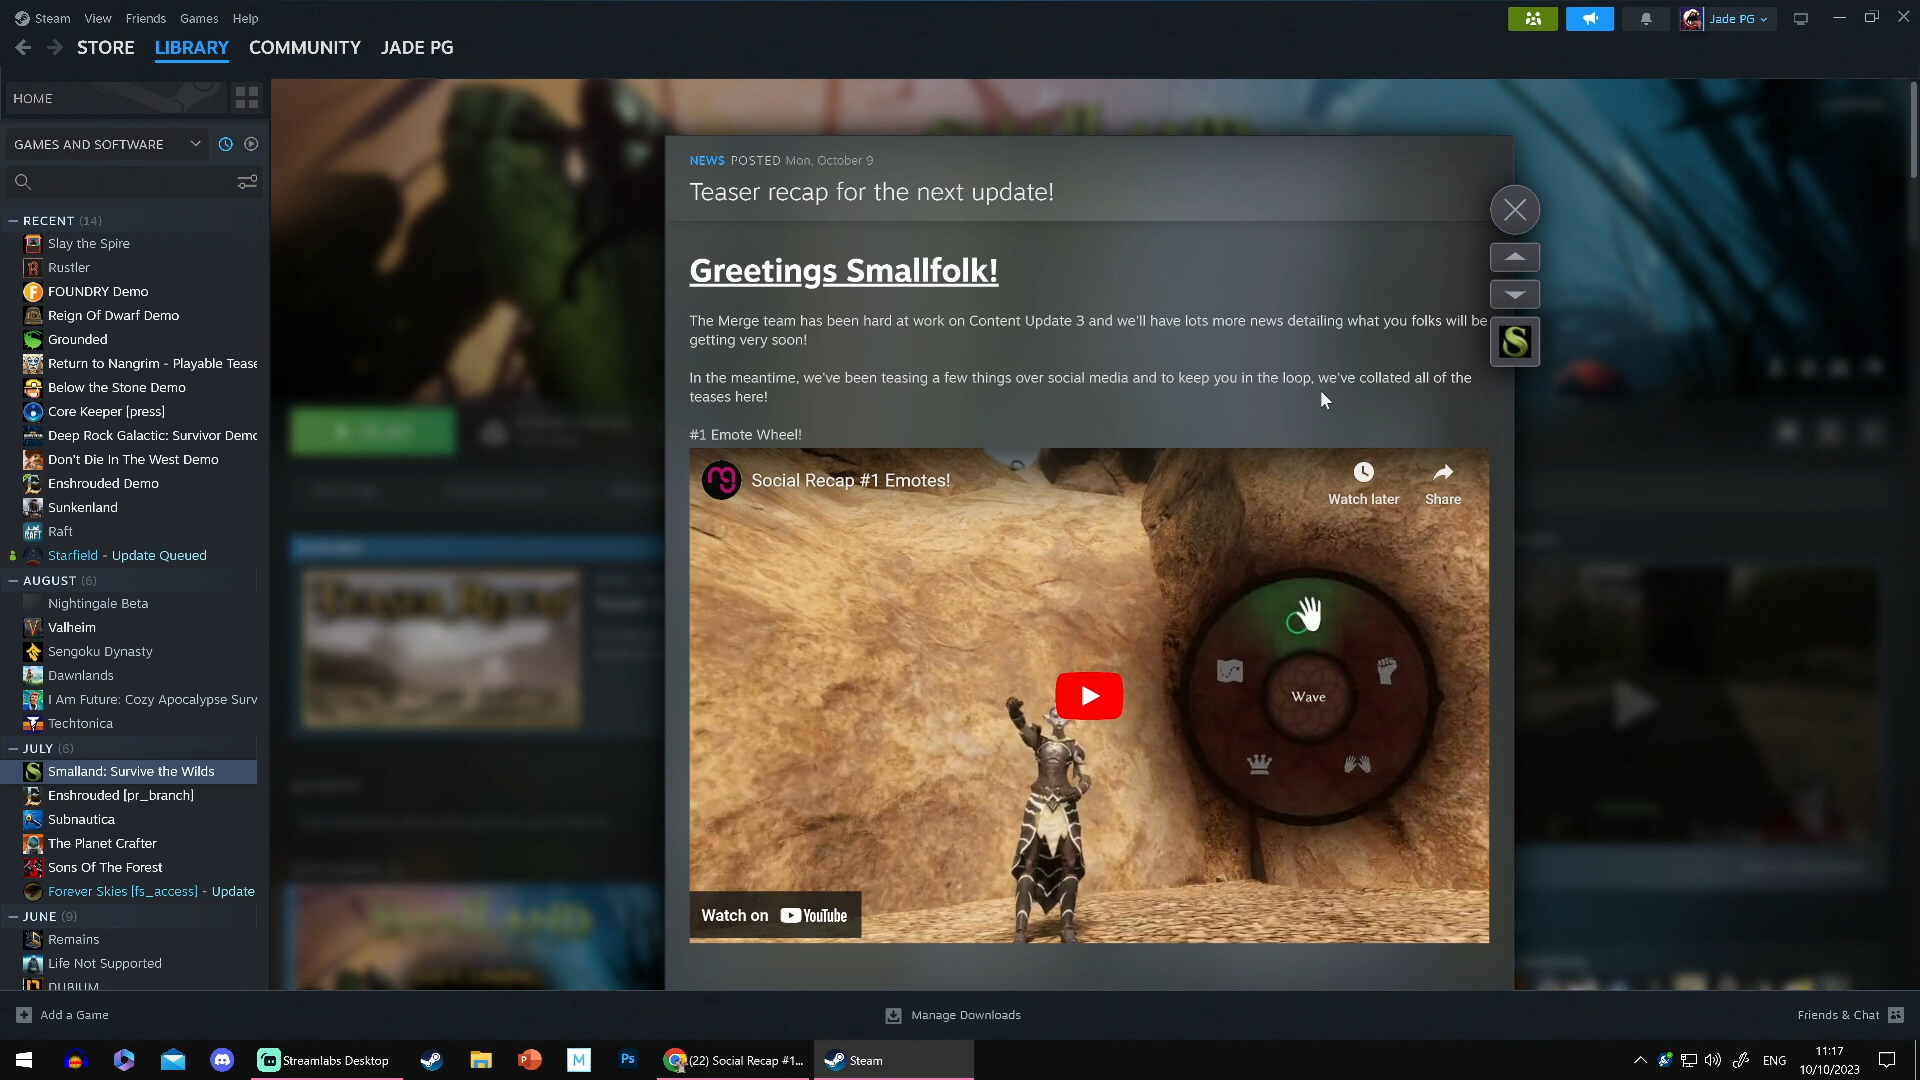 Steam View Friends Games Help
Jade PG
STORE LIBRARY COMMUNITY JADE PG
HOME
GAMES AND SOFTWARE
RECENT (14)
Slay the Spire
Rustler
FOUNDRY Demo
Reign Of Dwarf Demo
Grounded
Return to Nangrim - Playable Tease
Below the Stone Demo
Core Keeper [press]
Deep Rock Galactic: Survivor Demo
Don't Die In The West Demo
Enshrouded Demo
Sunkenland
Raft
Starfield - Update Queued
AUGUST (6)
Nightingale Beta
Valheim
Sengoku Dynasty
Dawnlands
I Am Future: Cozy Apocalypse Surv
Techtonica
JULY (6)
Smalland: Survive the Wilds
Enshrouded [pr_branch]
Subnautica
The Planet Crafter
Sons Of The Forest
Forever Skies [fs_access] - Update
JUNE (9)
Remains
Life Not Supported
DUBIUM
NEWS POSTED Mon, October 9
Teaser recap for the next update!
Greetings Smallfolk!
The Merge team has been hard at work on Content Update 3 and we'll have lots more news detailing what you folks will be
getting very soon!
In the meantime, we've been teasing a few things over social media and to keep you in the loop, we've collated all of the
teases here!
#1 Emote Wheel!
Social Recap #1 Emotes!
Watch later Share
Wave
Watch on YouTube
Add a Game
Manage Downloads
Friends & Chat
Streamlabs Desktop
M
Ps
(22) Social Recap #1...
Steam
ENG
11:17
10/10/2023